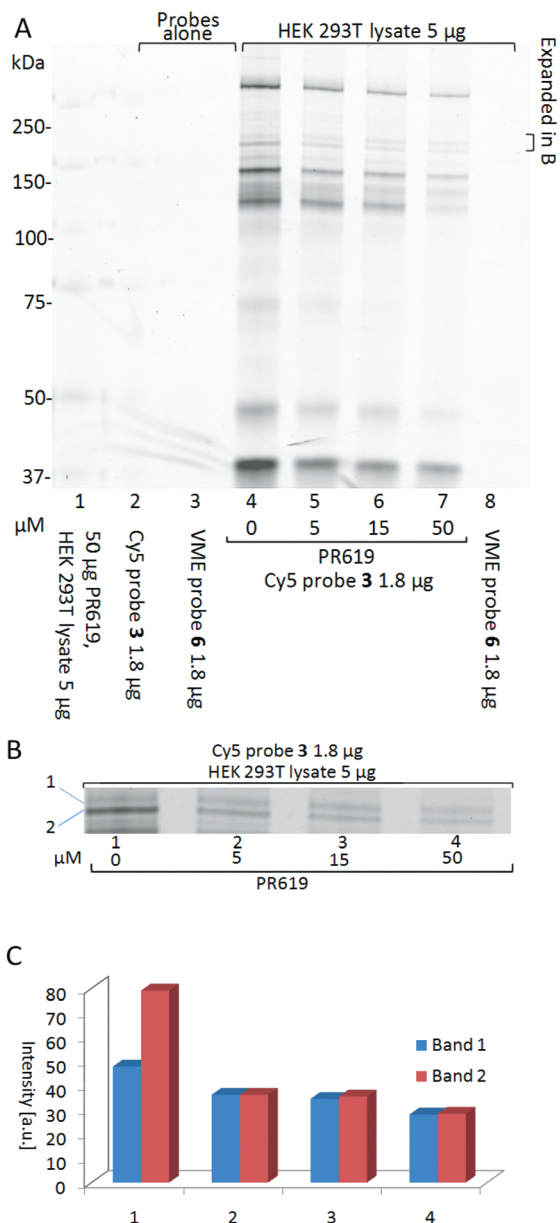 A
Probes
alone
HEK 293T lysate 5 µg
kDa
250-
150-
100-
75-
50-
37-
Expanded in B
1 2 3 4 5 6 7 8
µM 0 5 15 50
PR619
Cy5 probe 3 1.8 µg
50 µg PR619,
HEK 293T lysate 5 µg
Cy5 probe 3 1.8 µg
VME probe 6 1.8 µg
VME probe 6 1.8 µg
B
Cy5 probe 3 1.8 µg
HEK 293T lysate 5 µg
1
2
1 2 3 4
µM 0 5 15 50
PR619
C
Intensity [a.u.]
80
70
60
50
40
30
20
10
0
Band 1
Band 2
1 2 3 4